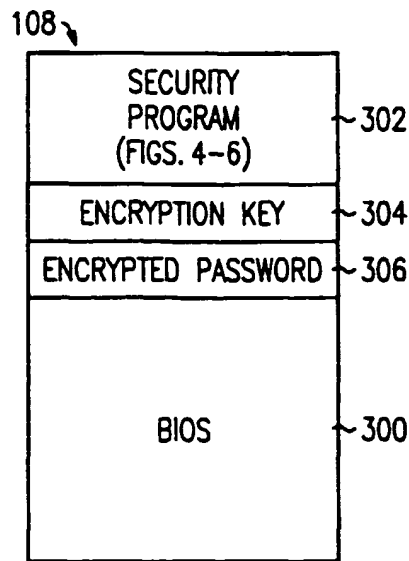 108
SECURITY
PROGRAM
(FIGS. 4-6)
302
ENCRYPTION KEY
304
ENCRYPTED PASSWORD
306
BIOS
300